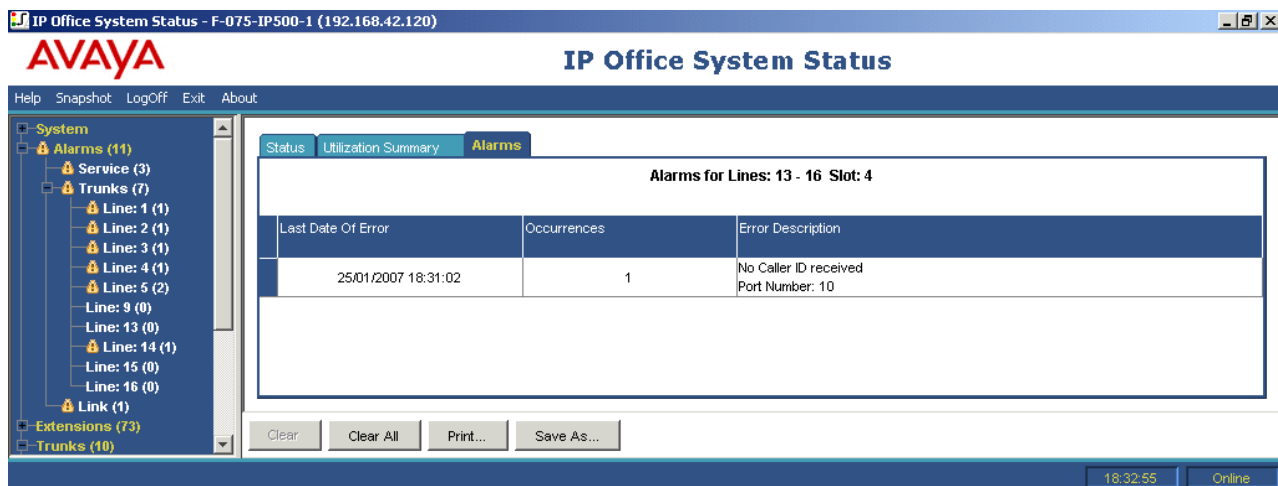 IP Office System Status - F-075-IP500-1 (192.168.42.120)
AVAYA
IP Office System Status
Help Snapshot LogOff Exit About
System
Alarms (11)
Service (3)
Trunks (7)
Line: 1 (1)
Line: 2 (1)
Line: 3 (1)
Line: 4 (1)
Line: 5 (2)
Line: 9 (0)
Line: 13 (0)
Line: 14 (1)
Line: 15 (0)
Line: 16 (0)
Link (1)
Extensions (73)
Trunks (10)
Status Utilization Summary Alarms
Alarms for Lines: 13 - 16 Slot: 4
Last Date Of Error Occurrences Error Description
25/01/2007 18:31:02 1 No Caller ID received
Port Number: 10
Clear Clear All Print... Save As...
18:32:55 Online